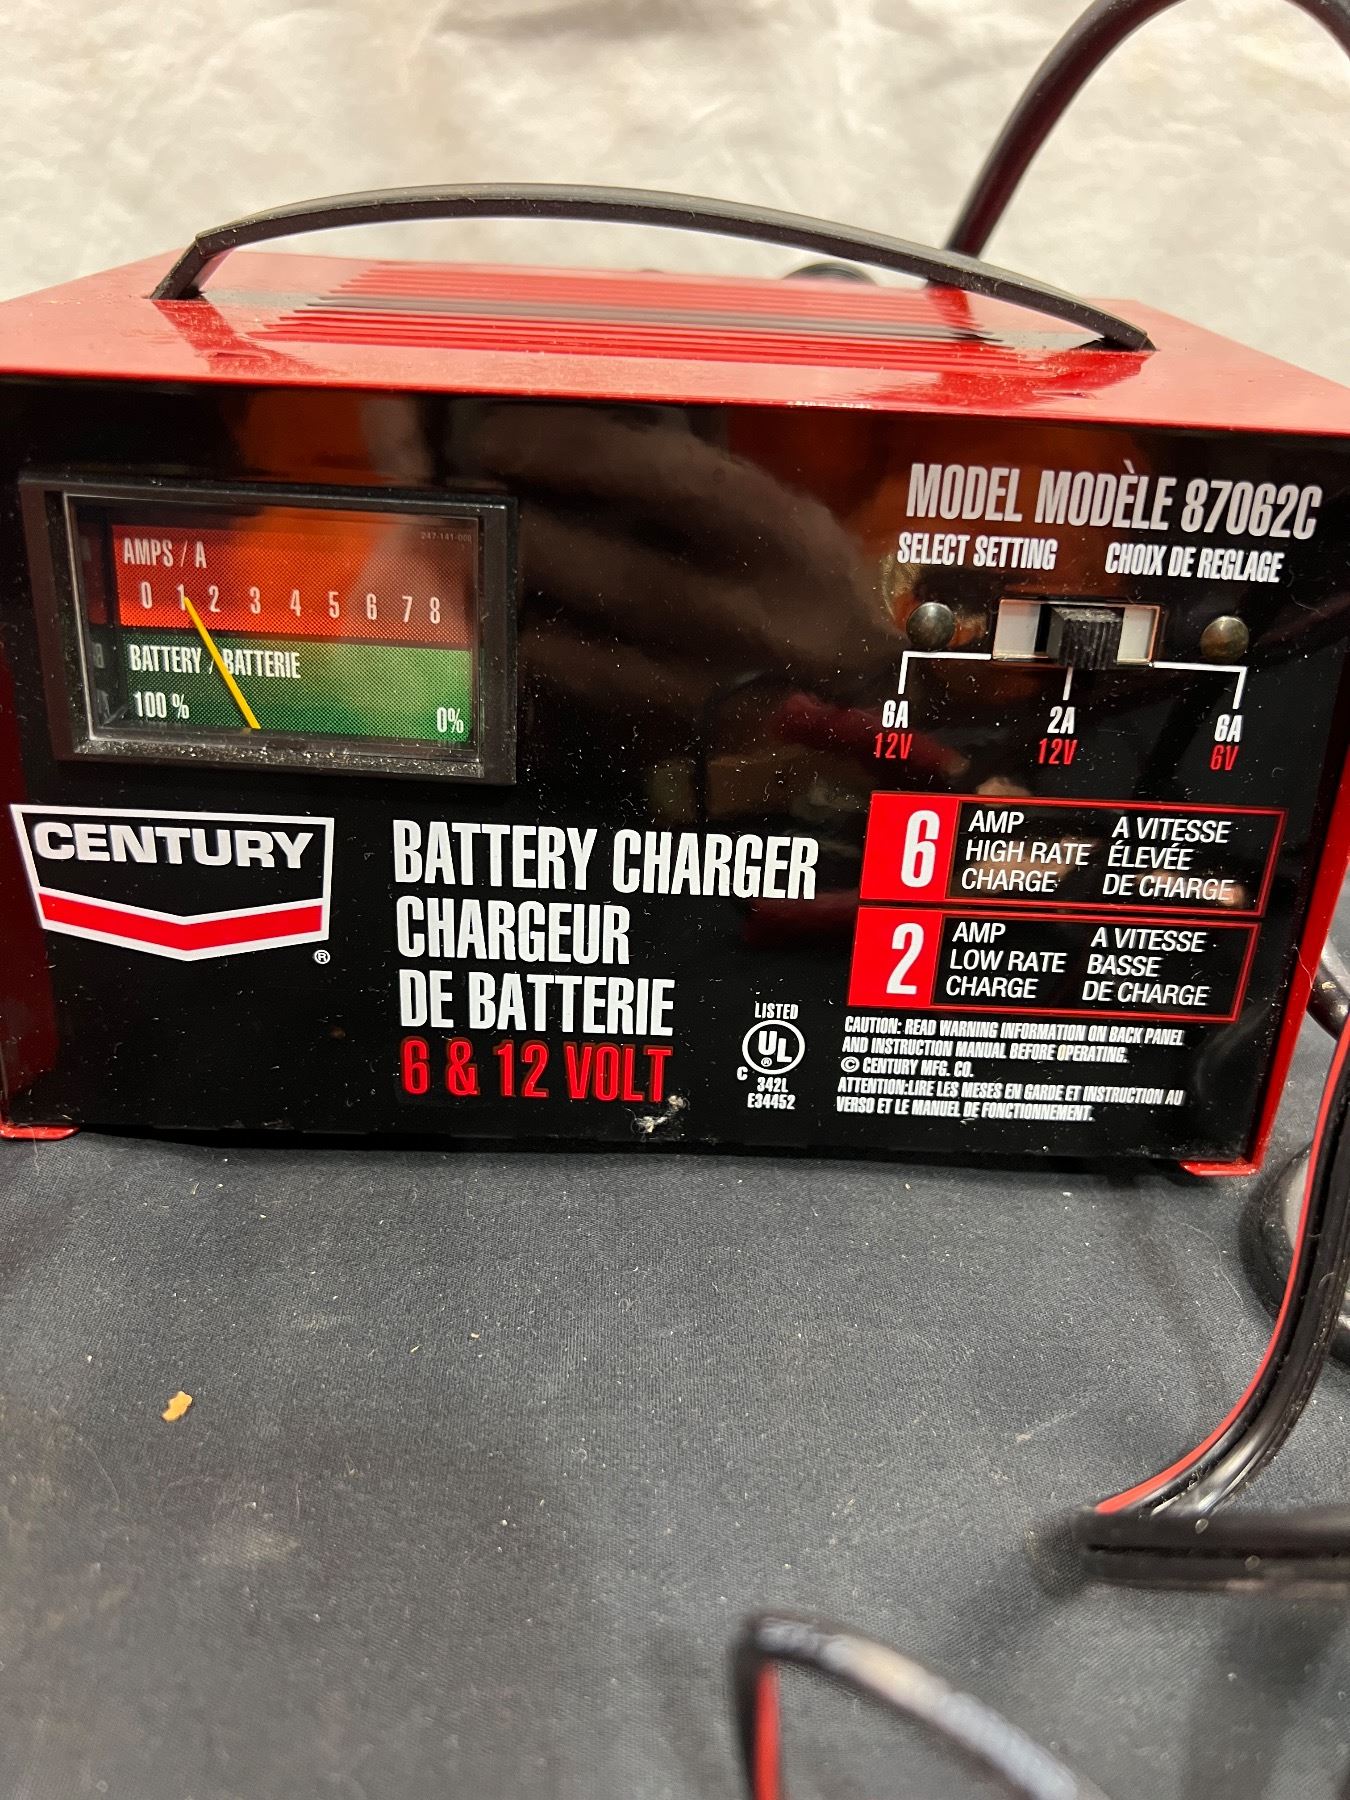 AMPS / A
247-141-000
0 1 2 3 4 5 6 7 8
BATTERY / BATTERIE
100 % 0%
MODEL MODÈLE 87062C
SELECT SETTING CHOIX DE REGLAGE
6A 2A 6A
12V 12V 6V
CENTURY
®
BATTERY CHARGER
CHARGEUR
DE BATTERIE
6 & 12 VOLT
LISTED
UL
®
C
342L
E34452
6
AMP
HIGH RATE
CHARGE
A VITESSE
ÉLEVÉE
DE CHARGE
2
AMP
LOW RATE
CHARGE
A VITESSE
BASSE
DE CHARGE
CAUTION: READ WARNING INFORMATION ON BACK PANEL
AND INSTRUCTION MANUAL BEFORE OPERATING.
© CENTURY MFG. CO.
ATTENTION:LIRE LES MESES EN GARDE ET INSTRUCTION AU
VERSO ET LE MANUEL DE FONCTIONNEMENT.